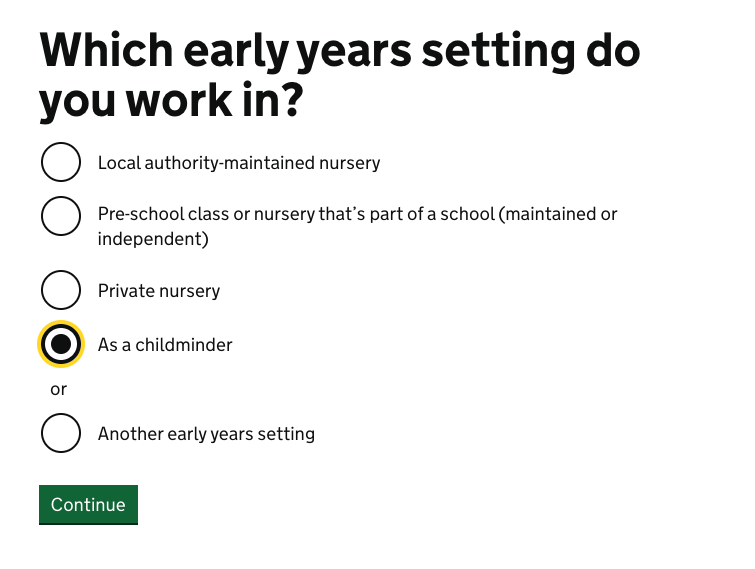 Which early years setting do
you work in?
Local authority-maintained nursery
Pre-school class or nursery that's part of a school (maintained or
independent)
Private nursery
As a childminder
or
Another early years setting
Continue